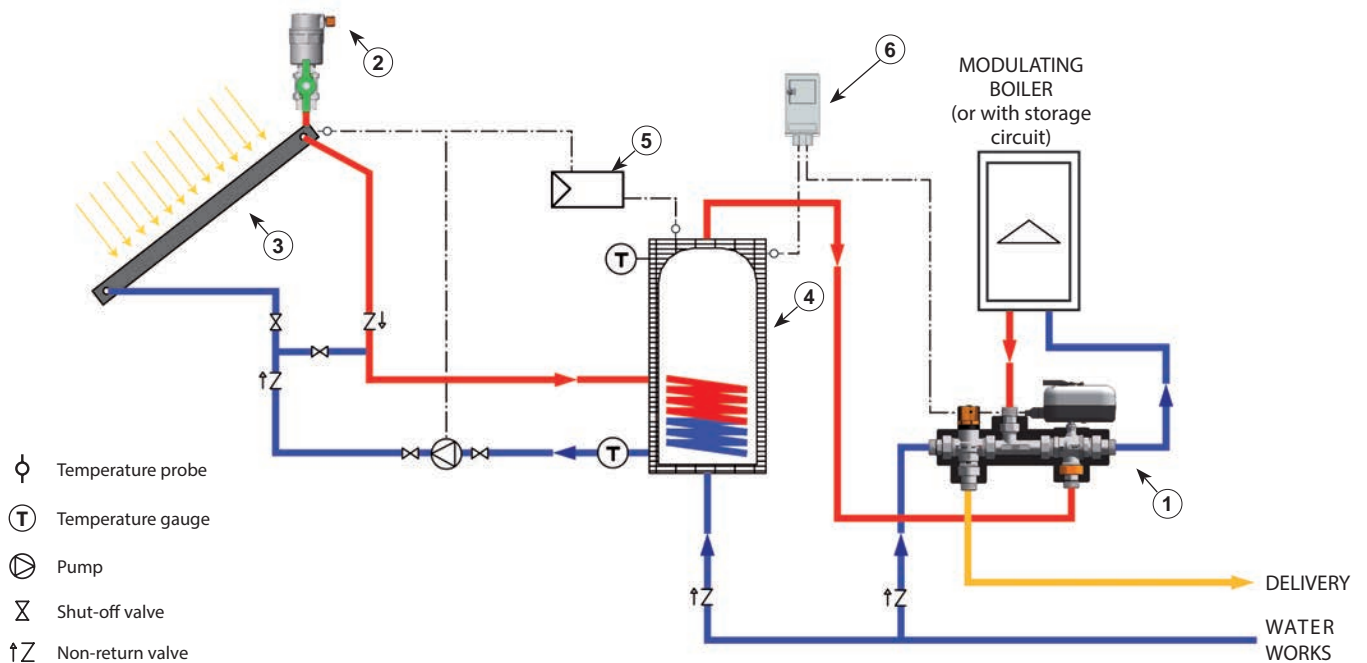 2
6
MODULATING
BOILER
(or with storage
circuit)
5
3
T
4
1
T
Temperature probe
T
Temperature gauge
Pump
Shut-off valve
Non-return valve
DELIVERY
WATER
WORKS